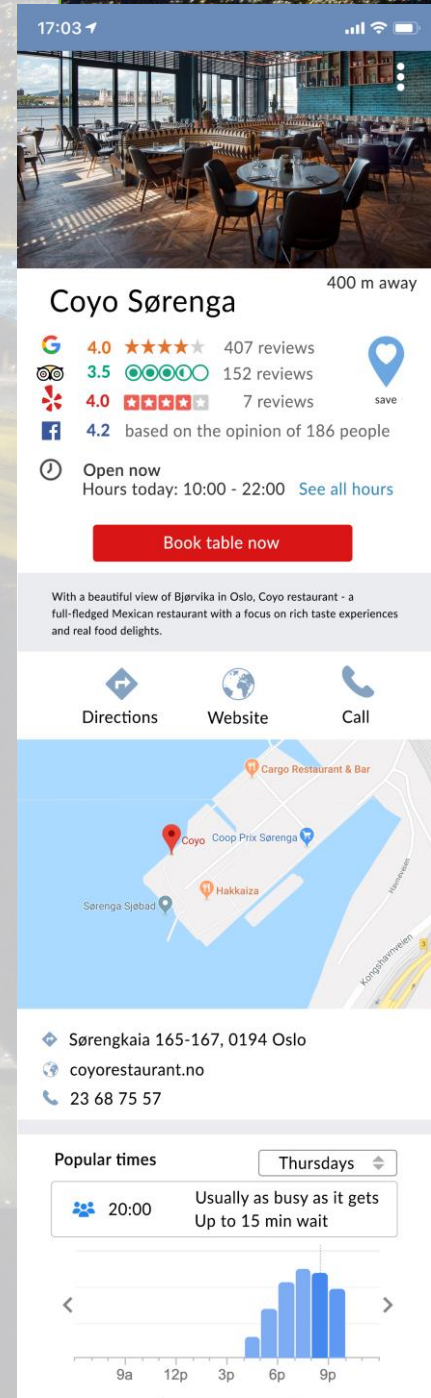 17:03
400 m away
Coyo Sørenga
G 4.0 407 reviews
3.5 152 reviews
4.0 7 reviews
save
f 4.2 based on the opinion of 186 people
Open now
Hours today: 10:00 - 22:00 See all hours
Book table now
With a beautiful view of Bjørvika in Oslo, Coyo restaurant - a
full-fledged Mexican restaurant with a focus on rich taste experiences
and real food delights.
Directions Website Call
Cargo Restaurant & Bar
Coyo Coop Prix Sørenga
Hakkaiza
Sørenga Sjøbad
Havneveien
Kongshavnveien
3
Sørengkaia 165-167, 0194 Oslo
coyorestaurant.no
23 68 75 57
Popular times Thursdays
20:00 Usually as busy as it gets
Up to 15 min wait
9a 12p 3p 6p 9p